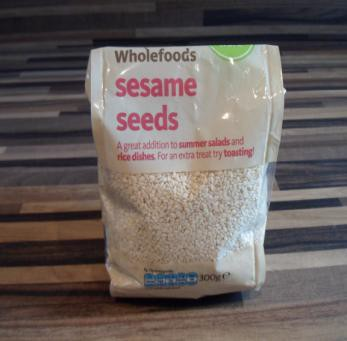 Wholefoods
sesame
seeds
A great addition to summer salads and
rice dishes. For an extra treat try toasting!
300g e